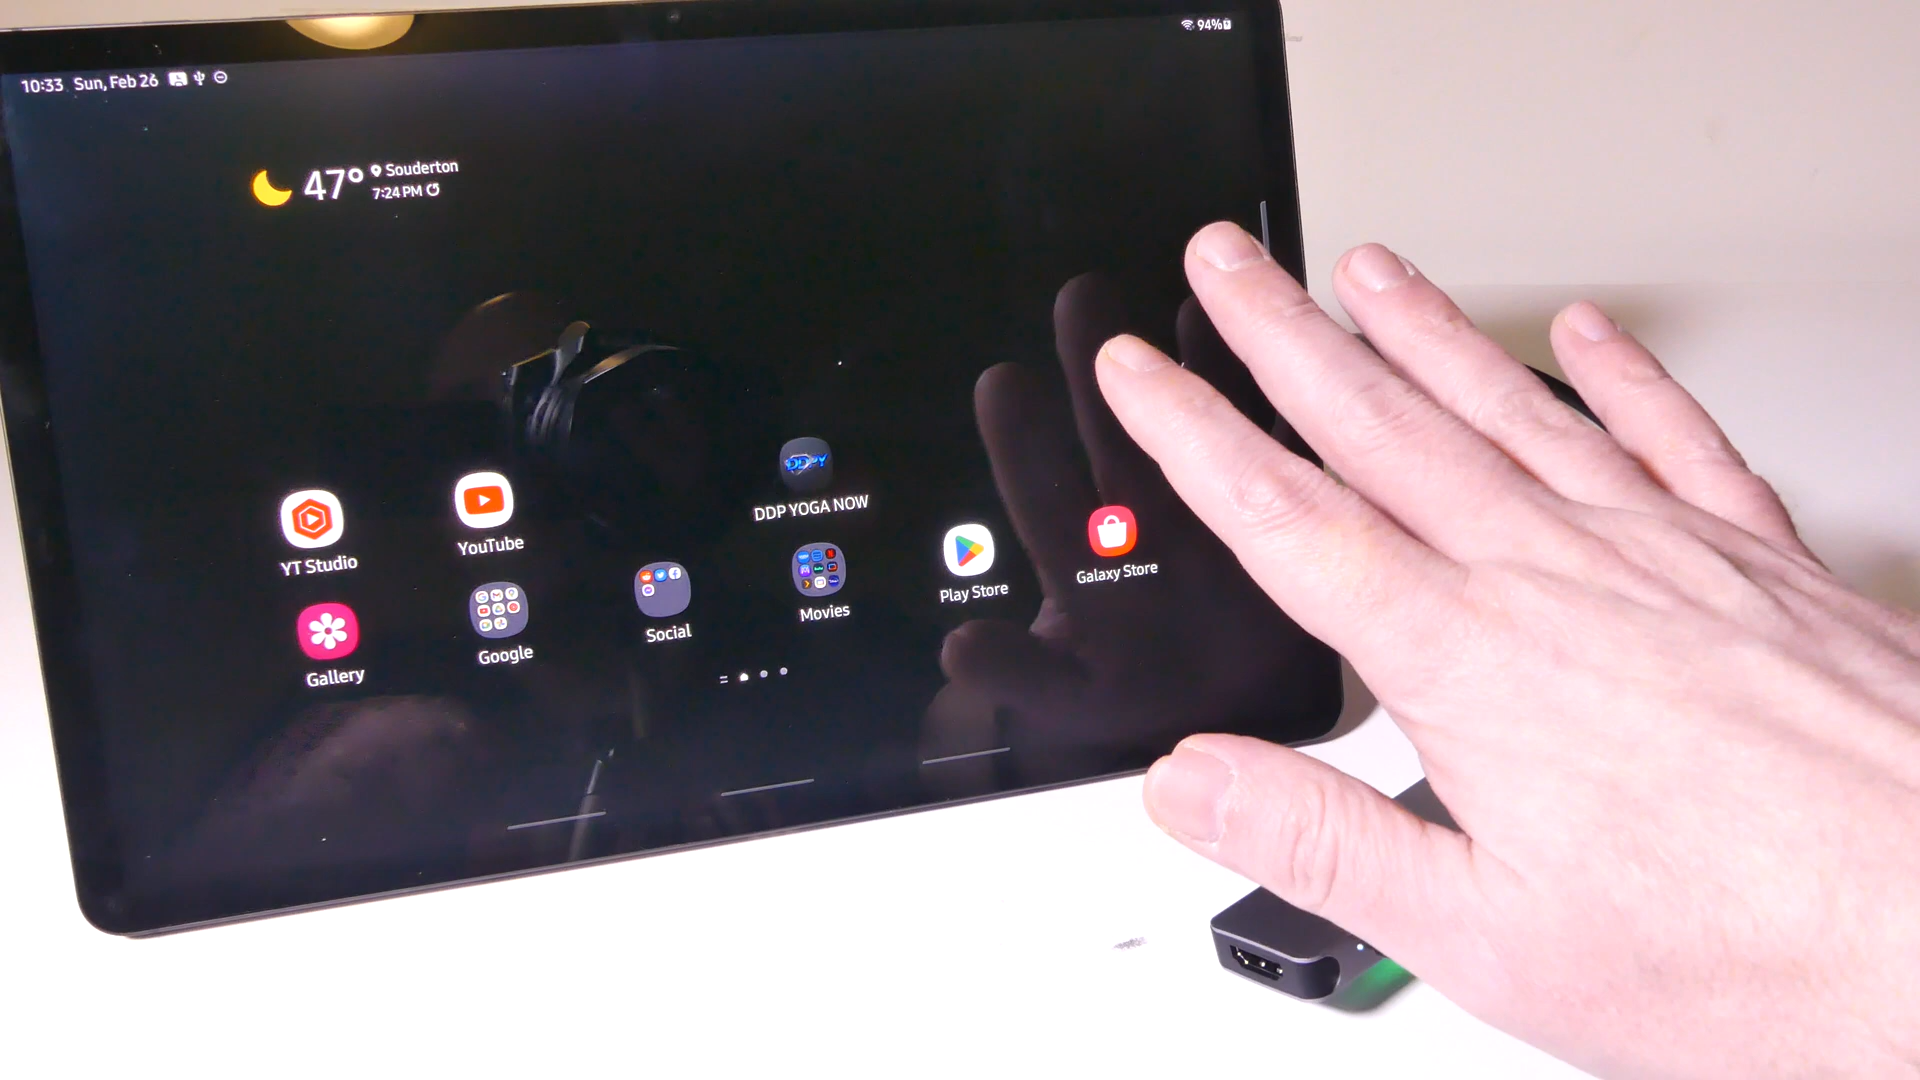 10:33 Sun, Feb 26
94%
47° Souderton
7:24 PM
DDPY
DDP YOGA NOW
YT Studio
YouTube
Play Store
Galaxy Store
Gallery
Google
Social
Movies